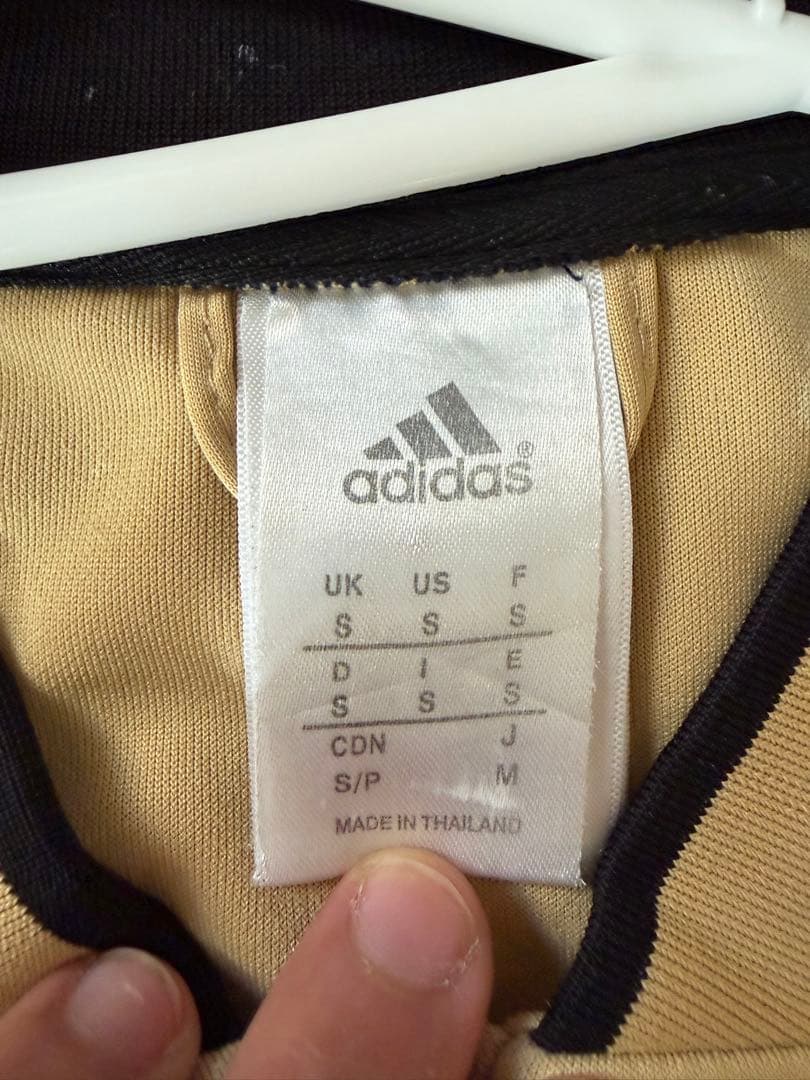 adidas®
UK US F
S S S
D I E
S S S
CDN J
S/P M
MADE IN THAILAND